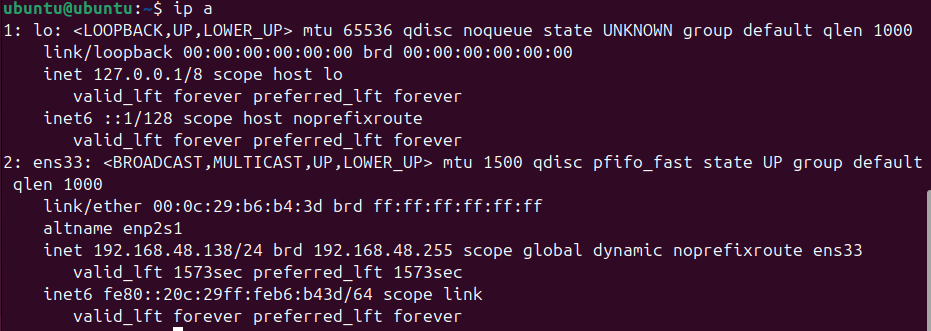 ubuntu@ubuntu:~$ ip a
1: lo: <LOOPBACK,UP,LOWER_UP> mtu 65536 qdisc noqueue state UNKNOWN group default qlen 1000
link/loopback 00:00:00:00:00:00 brd 00:00:00:00:00:00
inet 127.0.0.1/8 scope host lo
valid_lft forever preferred_lft forever
inet6 ::1/128 scope host noprefixroute
valid_lft forever preferred_lft forever
2: ens33: <BROADCAST,MULTICAST,UP,LOWER_UP> mtu 1500 qdisc pfifo_fast state UP group default
qlen 1000
link/ether 00:0c:29:b6:b4:3d brd ff:ff:ff:ff:ff:ff
altname enp2s1
inet 192.168.48.138/24 brd 192.168.48.255 scope global dynamic noprefixroute ens33
valid_lft 1573sec preferred_lft 1573sec
inet6 fe80::20c:29ff:feb6:b43d/64 scope link
valid_lft forever preferred_lft forever